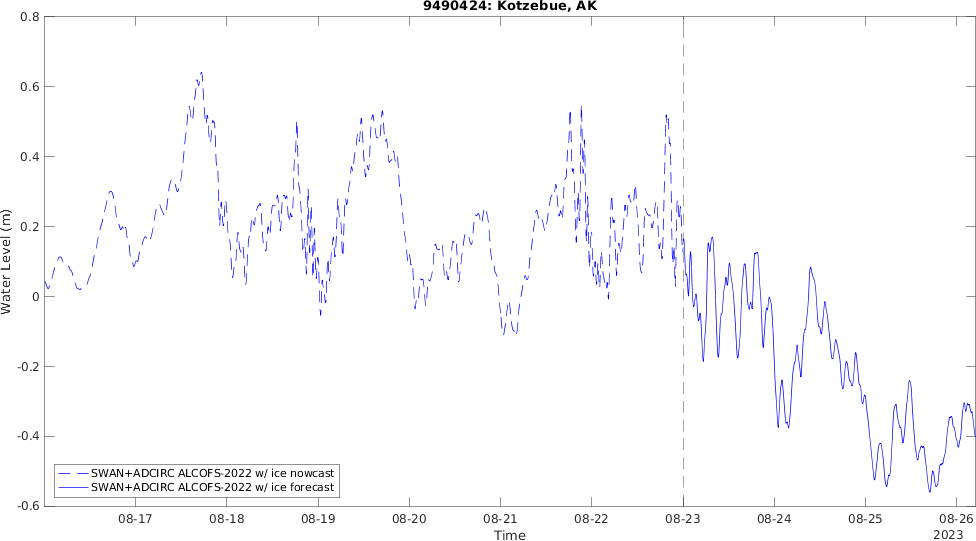 9490424: Kotzebue, AK
0.8
0.6
0.4
0.2
0
-0.2
-0.4
-0.6
Water Level (m)
SWAN+ADCIRC ALCOFS-2022 w/ ice nowcast
SWAN+ADCIRC ALCOFS-2022 w/ ice forecast
08-17 08-18 08-19 08-20 08-21 08-22 08-23 08-24 08-25 08-26
Time 2023